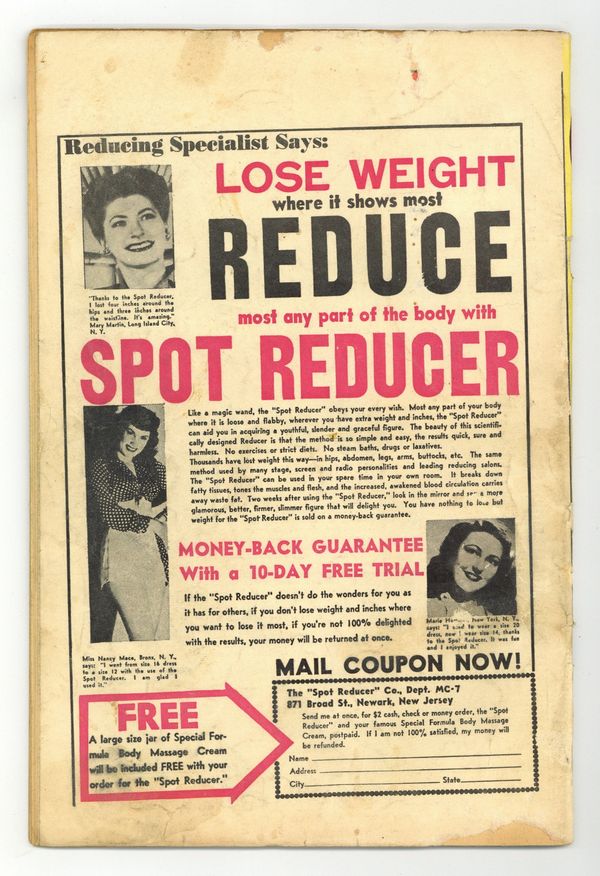 Reducing Specialist Says:
LOSE WEIGHT
where it shows most
REDUCE
most any part of the body with
"Thanks to the Spot Reducer,
I lost four inches around the
hips and three inches around
the waistline. It's amazing."
Mary Martin, Long Island City,
N. Y.
SPOT REDUCER
Like a magic wand, the "Spot Reducer" obeys your every wish. Most any part of your body
where it is loose and flabby, wherever you have extra weight and inches, the "Spot Reducer"
can aid you in acquiring a youthful, slender and graceful figure. The beauty of this scientifi-
cally designed Reducer is that the method is so simple and easy, the results quick, sure and
harmless. No exercises or strict diets. No steam baths, drugs or laxatives.
Thousands have lost weight this way—in hips, abdomen, legs, arms, buttocks, etc. The same
method used by many stage, screen and radio personalities and leading reducing salons.
The "Spot Reducer" can be used in your spare time in your own room. It breaks down
fatty tissues, tones the muscles and flesh, and the increased, awakened blood circulation carries
away waste fat. Two weeks after using the "Spot Reducer," look in the mirror and see a more
glamorous, better, firmer, slimmer figure that will delight you. You have nothing to lose but
weight for the "Spot Reducer" is sold on a money-back guarantee.
MONEY-BACK GUARANTEE
With a 10-DAY FREE TRIAL
If the "Spot Reducer" doesn't do the wonders for you as
it has for others, if you don't lose weight and inches where
you want to lose it most, if you're not 100% delighted
with the results, your money will be returned at once.
Marie New York, N. Y.,
says: "I used to wear a size 20
dress, now wear size 14, thanks
to the Spot Reducer. It was fun
and I enjoyed it."
Miss Nancy Mace, Bronx, N. Y.,
says: "I went from size 16 dress
to a size 12 with the use of the
Spot Reducer. I am glad I
used it."
MAIL COUPON NOW!
FREE
A large size jar of Special For-
mula Body Massage Cream
will be included FREE with your
order for the "Spot Reducer."
The "Spot Reducer" Co., Dept. MC-7
871 Broad St., Newark, New Jersey
Send me at once, for $2 cash, check or money order, the "Spot
Reducer" and your famous Special Formula Body Massage
Cream, postpaid. If I am not 100% satisfied, my money will
be refunded.
Name
Address
City State